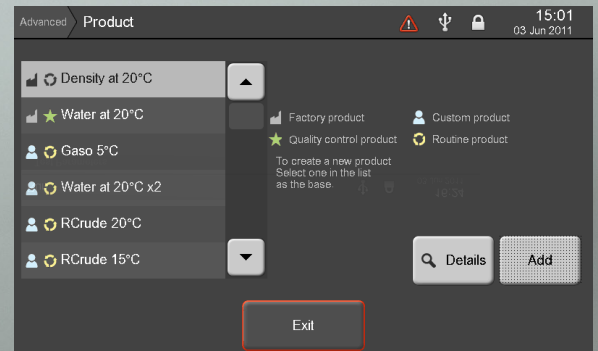 Advanced Product
15:01
03 Jun 2011
Density at 20°C
Water at 20°C
Gaso 5°C
Water at 20°C x2
RCrude 20°C
RCrude 15°C
Factory product
Custom product
Quality control product
Routine product
To create a new product
Select one in the list
as the base.
Details
Add
Exit